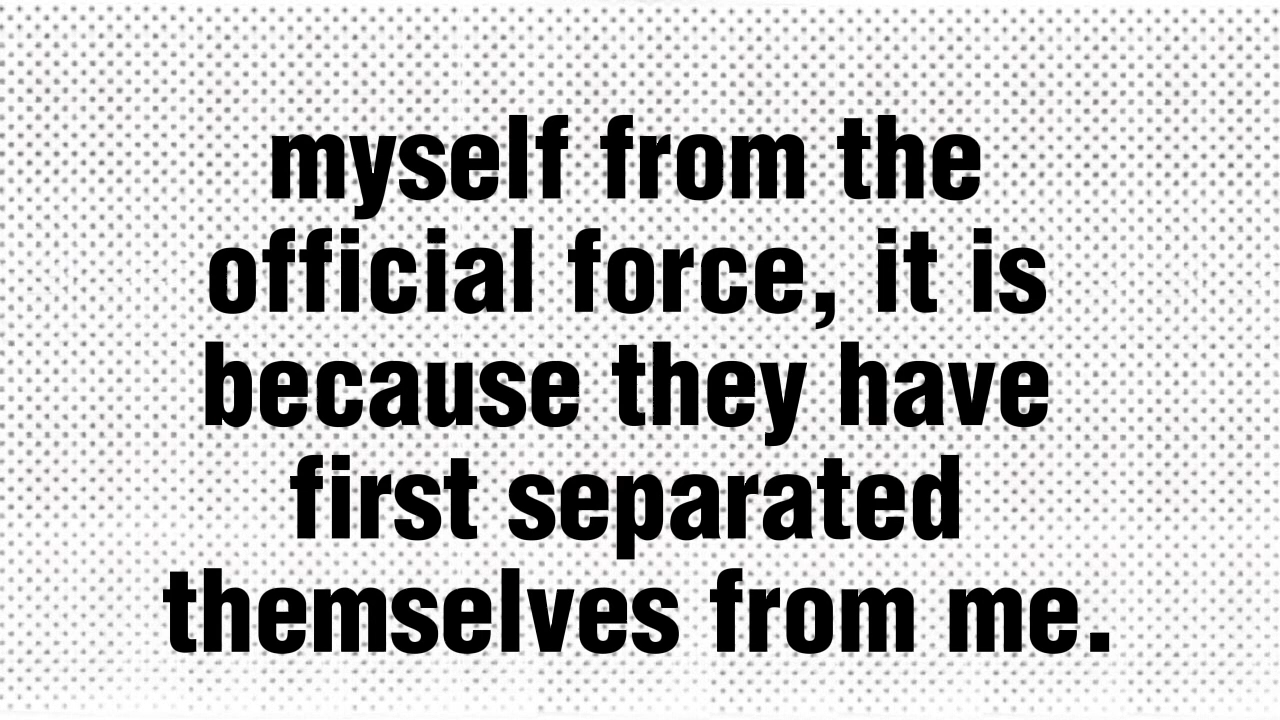 myself from the
official force, it is
because they have
first separated
themselves from me.